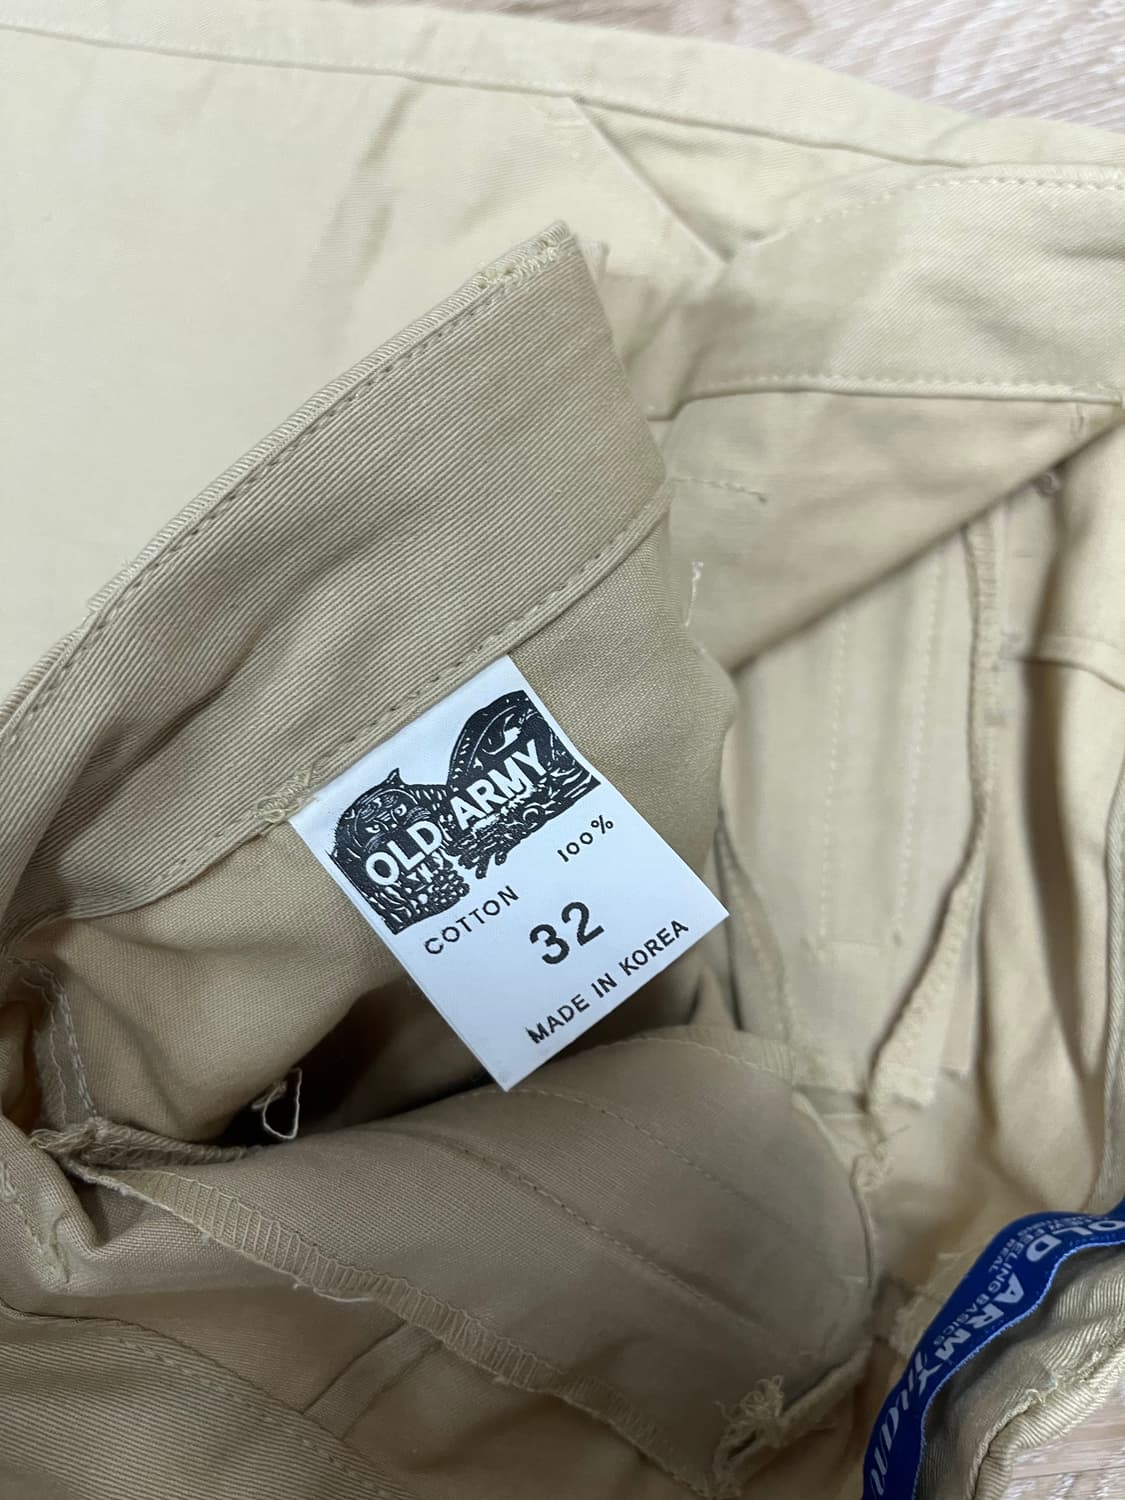 OLD ARMY
COTTON 100%
32
MADE IN KOREA
OLD ARMY